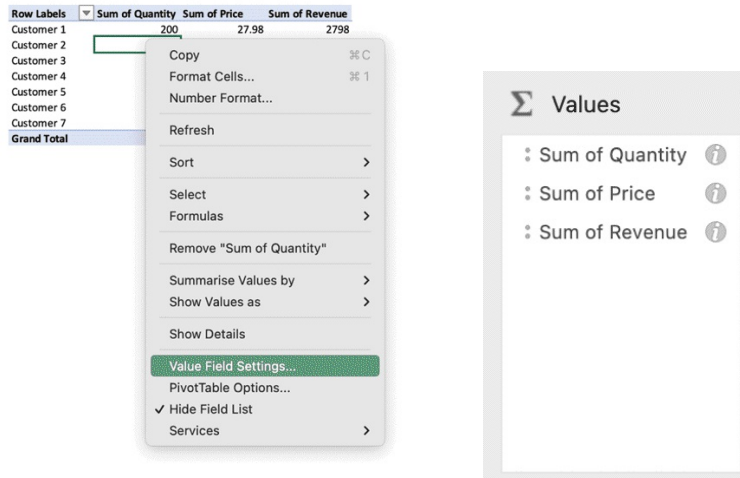 Row Labels Sum of Quantity Sum of Price Sum of Revenue
Customer 1 200 27.98 2798
Customer 2
Customer 3
Customer 4
Customer 5
Customer 6
Customer 7
Grand Total
Copy ⌘C
Format Cells... ⌘1
Number Format...
Refresh
Sort
Select
Formulas
Remove "Sum of Quantity"
Summarise Values by
Show Values as
Show Details
Value Field Settings...
PivotTable Options...
✓ Hide Field List
Services
Σ Values
Sum of Quantity i
Sum of Price i
Sum of Revenue i